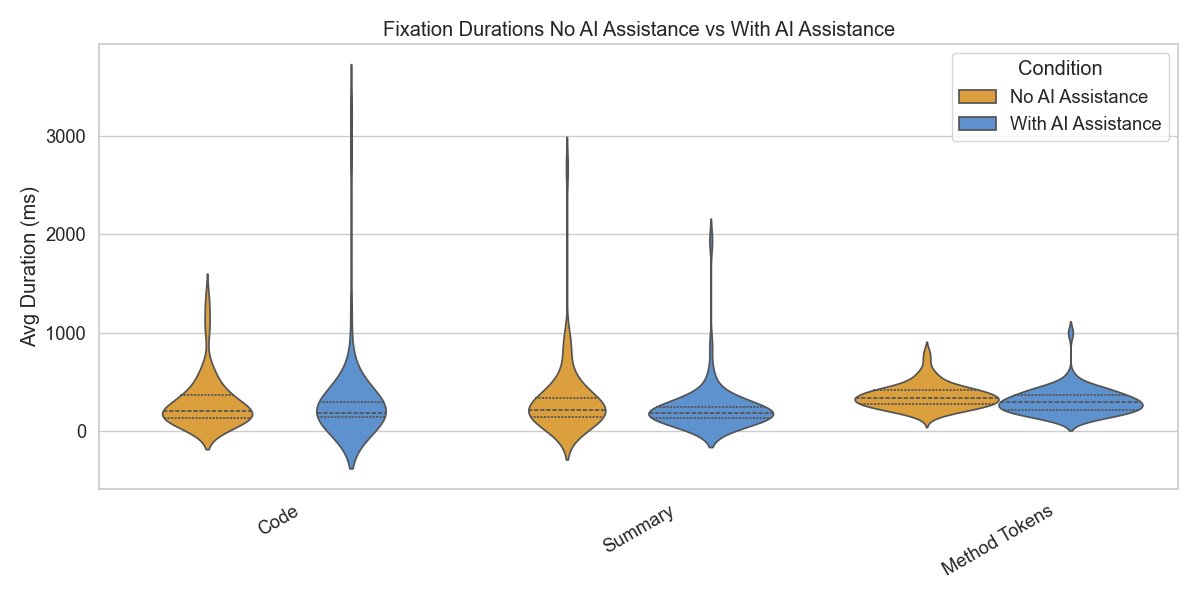 Fixation Durations No AI Assistance vs With AI Assistance
Condition
No AI Assistance
With AI Assistance
Avg Duration (ms)
3000
2000
1000
0
Code
Summary
Method Tokens